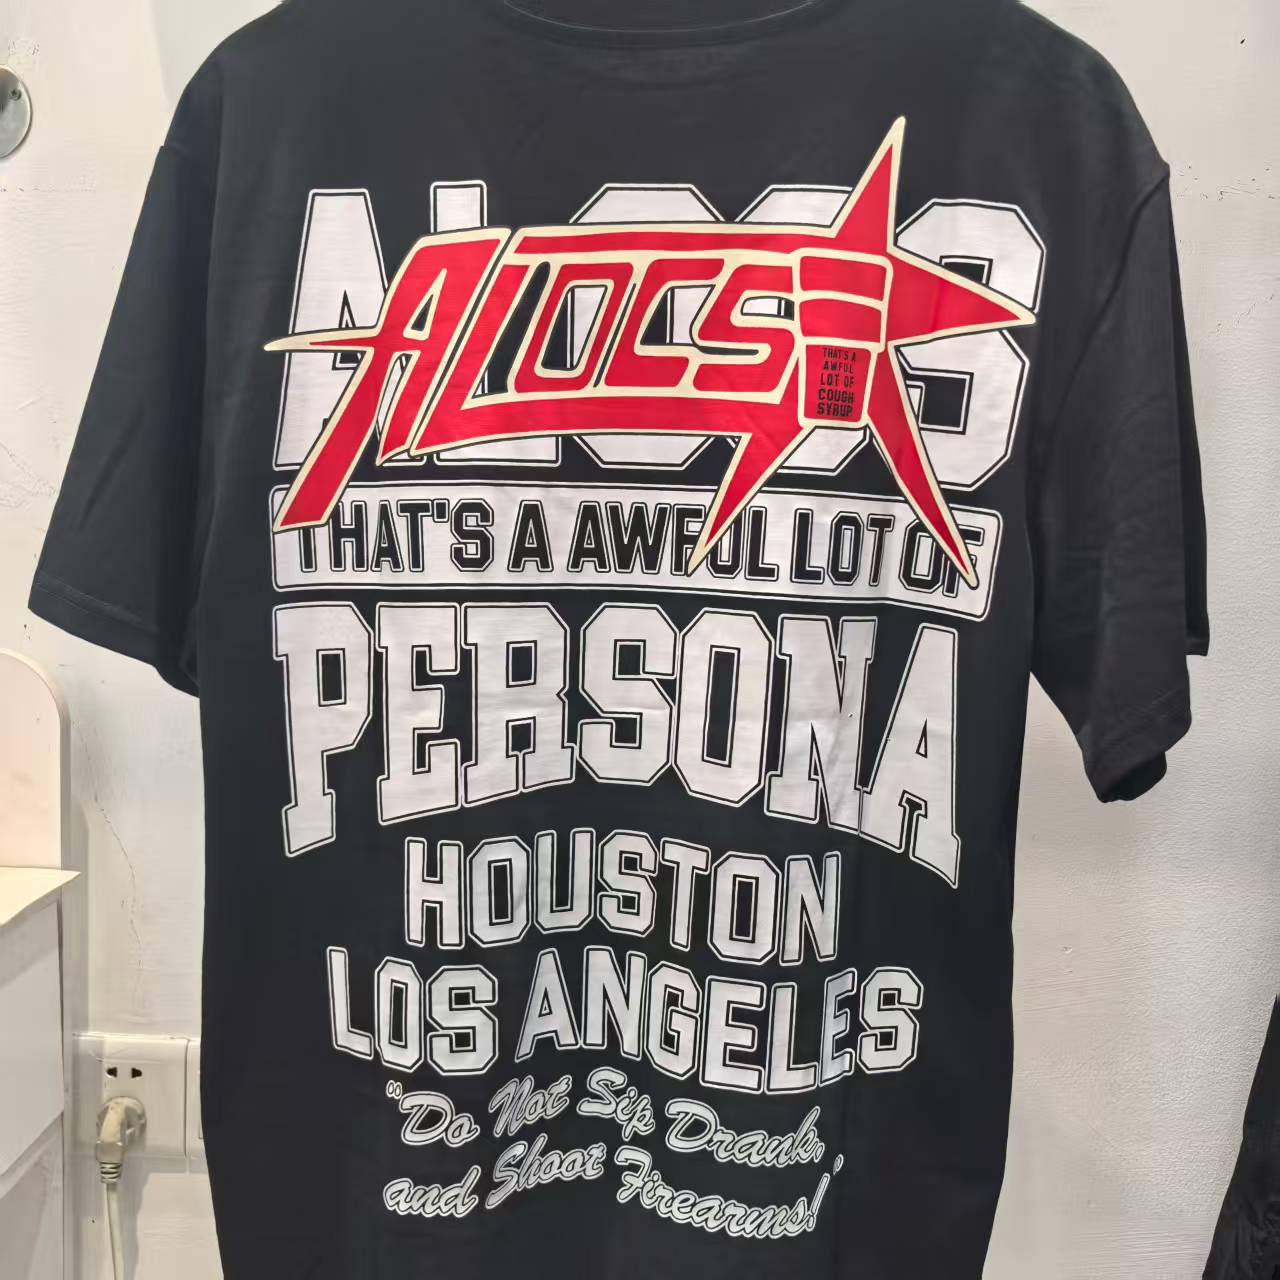 ALOCS
ALOCS
THAT'S A
AWFUL
LOT OF
COUGH
SYRUP
THAT'S A AWFUL LOT OF
PERSONA
HOUSTON
LOS ANGELES
"Do Not Sip Drank,
and Shoot Firearms!"